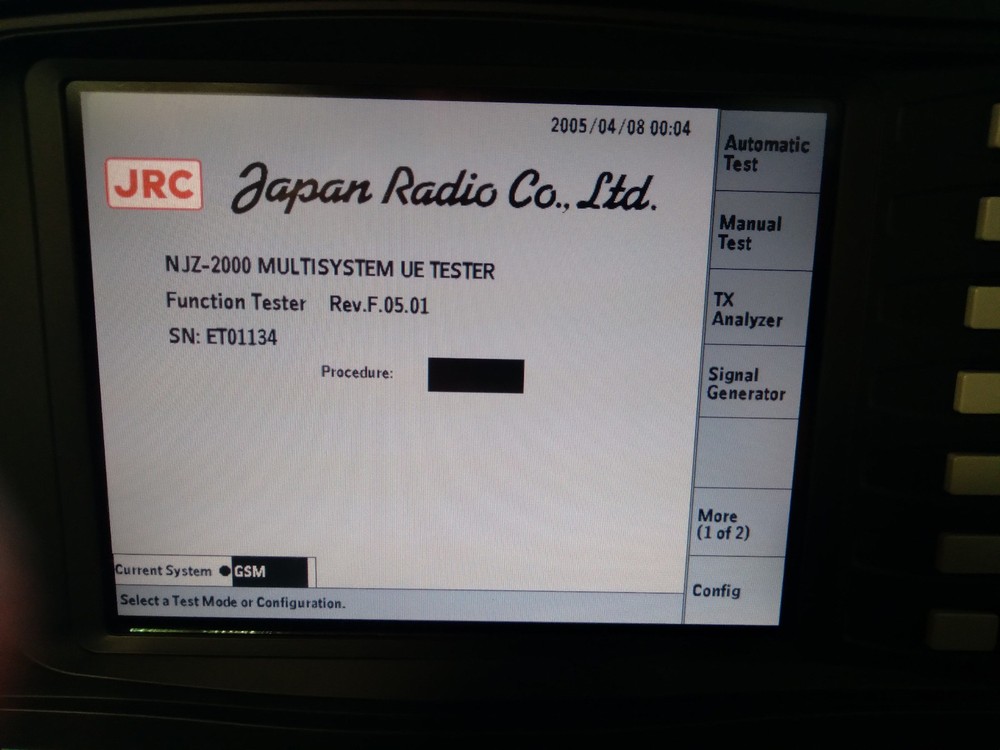 2005/04/08 00:04
JRC Japan Radio Co., Ltd.
NJZ-2000 MULTISYSTEM UE TESTER
Function Tester Rev.F.05.01
SN: ET01134
Procedure:
Current System ●GSM
Select a Test Mode or Configuration.
Automatic
Test
Manual
Test
TX
Analyzer
Signal
Generator
More
(1 of 2)
Config